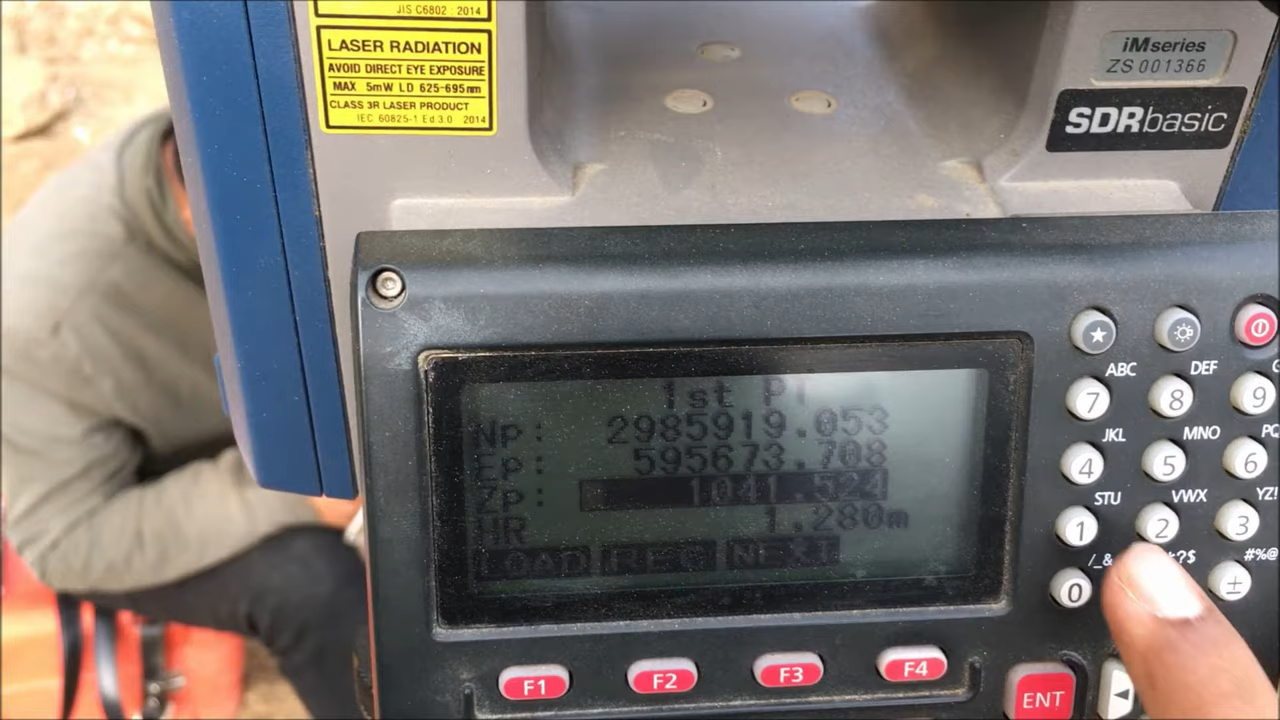 JIS C6802 : 2014
LASER RADIATION
AVOID DIRECT EYE EXPOSURE
MAX 5mW LD 625-695nm
CLASS 3R LASER PRODUCT
IEC 60825-1 Ed 3.0 2014
iM series
ZS 001366
SDRbasic
1st PT
Np: 2985919.053
Ep: 595673.708
Zp: 1041.524
HR 1.280m
LOAD REC NEXT
ABC DEF
7 8 9
JKL MNO
4 5 6
STU VWX YZ!
1 2 3
/_& ?$ #%@
0 ±
F1 F2 F3 F4
ENT